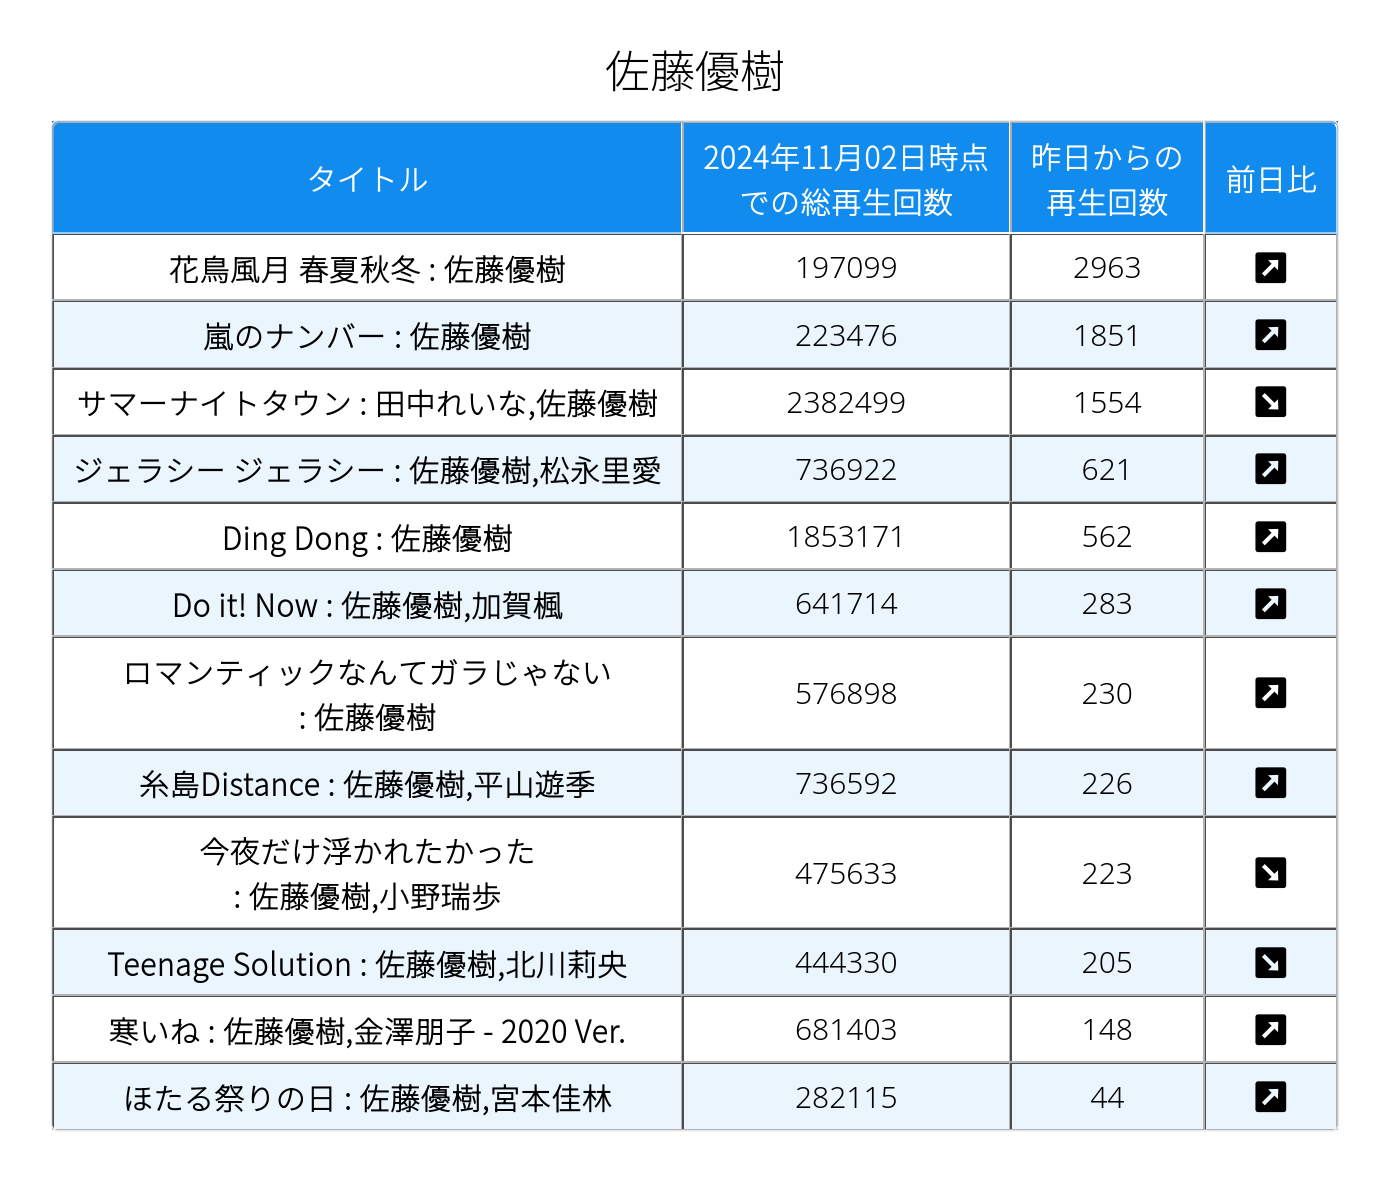 佐藤優樹
タイトル
2024年11月02日時点
での総再生回数
昨日からの
再生回数
前日比
花鳥風月 春夏秋冬 : 佐藤優樹 197099 2963
嵐のナンバー : 佐藤優樹 223476 1851
サマーナイトタウン : 田中れいな,佐藤優樹 2382499 1554
ジェラシー ジェラシー : 佐藤優樹,松永里愛 736922 621
Ding Dong : 佐藤優樹 1853171 562
Do it! Now : 佐藤優樹,加賀楓 641714 283
ロマンティックなんてガラじゃない
: 佐藤優樹 576898 230
糸島Distance : 佐藤優樹,平山遊季 736592 226
今夜だけ浮かれたかった
: 佐藤優樹,小野瑞歩 475633 223
Teenage Solution : 佐藤優樹,北川莉央 444330 205
寒いね : 佐藤優樹,金澤朋子 - 2020 Ver. 681403 148
ほたる祭りの日 : 佐藤優樹,宮本佳林 282115 44